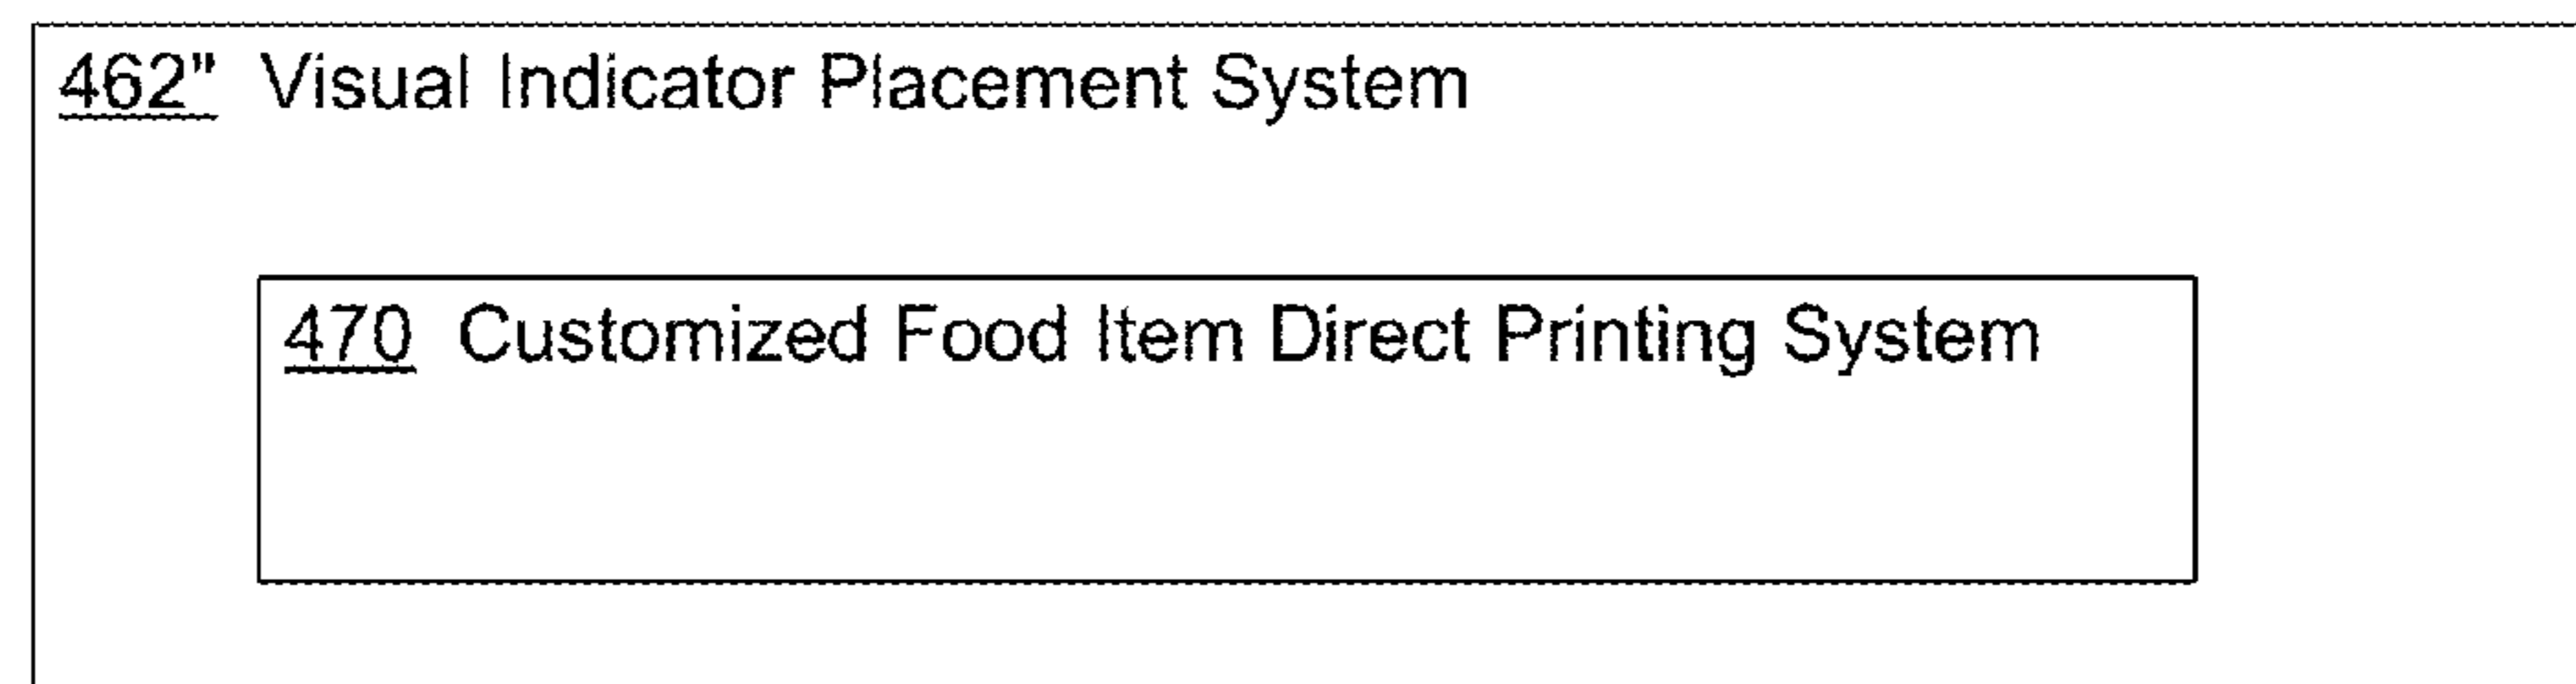 462" Visual Indicator Placement System
470 Customized Food Item Direct Printing System